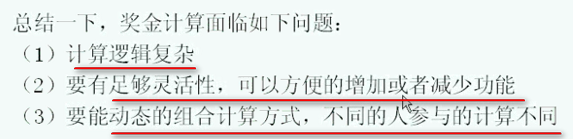 总结一下，奖金计算面临如下问题：
（1）计算逻辑复杂
（2）要有足够灵活性，可以方便的增加或者减少功能
（3）要能动态的组合计算方式，不同的人参与的计算不同